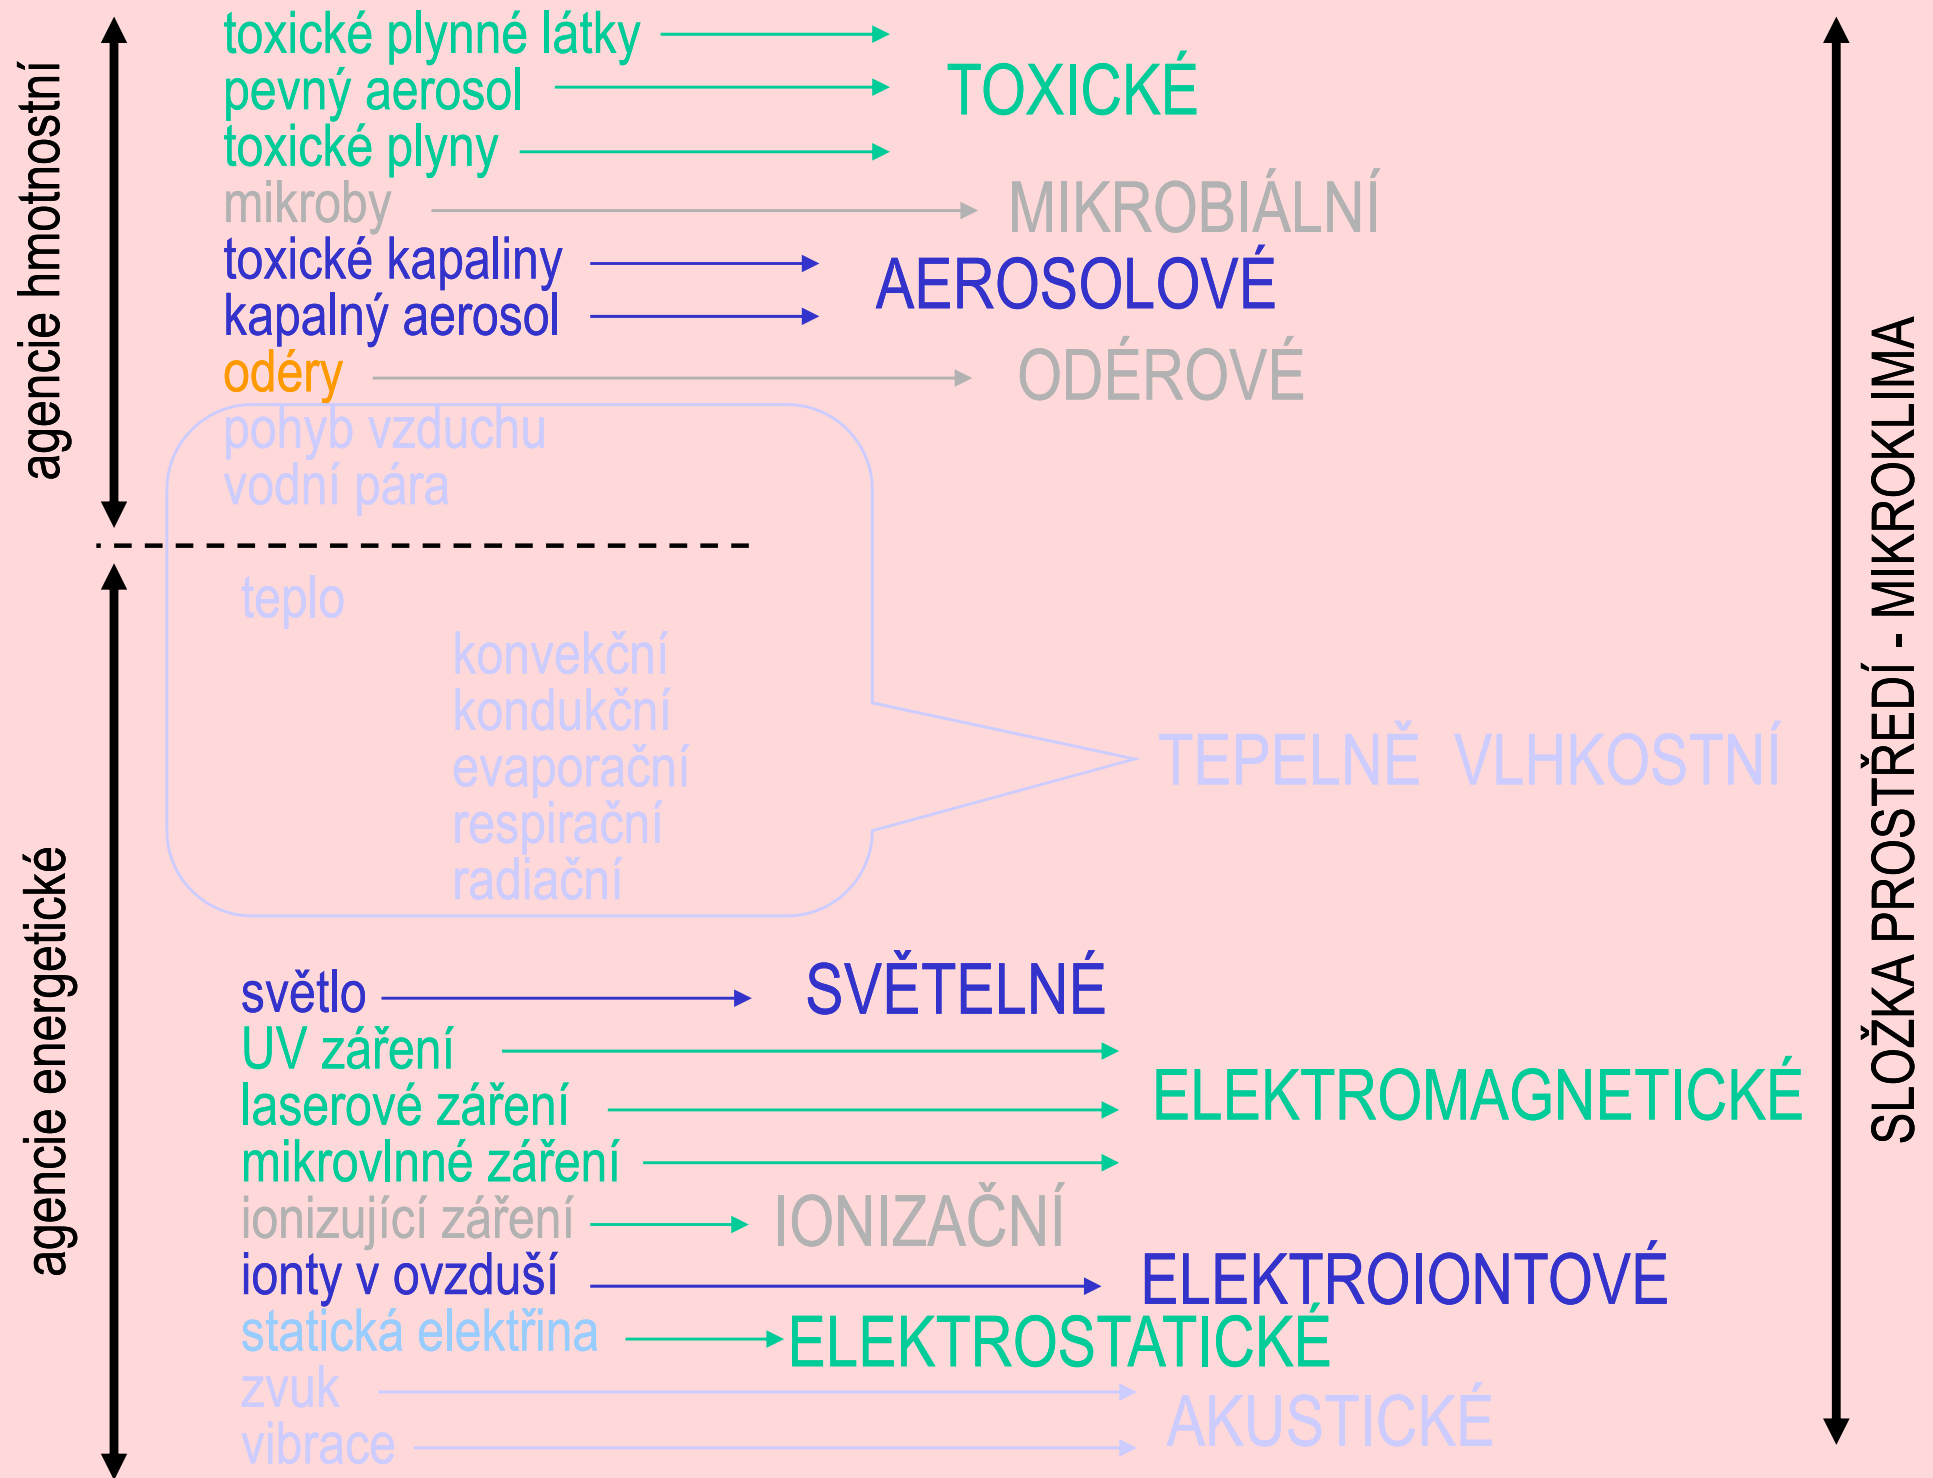 agencie hmotnostní
toxické plynné látky
pevný aerosol
TOXICKÉ
toxické plyny
mikroby
MIKROBIÁLNÍ
toxické kapaliny
AEROSOLOVÉ
kapalný aerosol
odéry
ODÉROVÉ
pohyb vzduchu
vodní pára
agencie energetické
teplo
konvekční
kondukční
evaporační
respirační
radiační
TEPELNĚ VLHKOSTNÍ
světlo
SVĚTELNÉ
UV záření
laserové záření
ELEKTROMAGNETICKÉ
mikrovlnné záření
ionizující záření
IONIZAČNÍ
ionty v ovzduší
ELEKTROIONTOVÉ
statická elektřina
ELEKTROSTATICKÉ
zvuk
AKUSTICKÉ
vibrace
SLOŽKA PROSTŘEDÍ - MIKROKLIMA